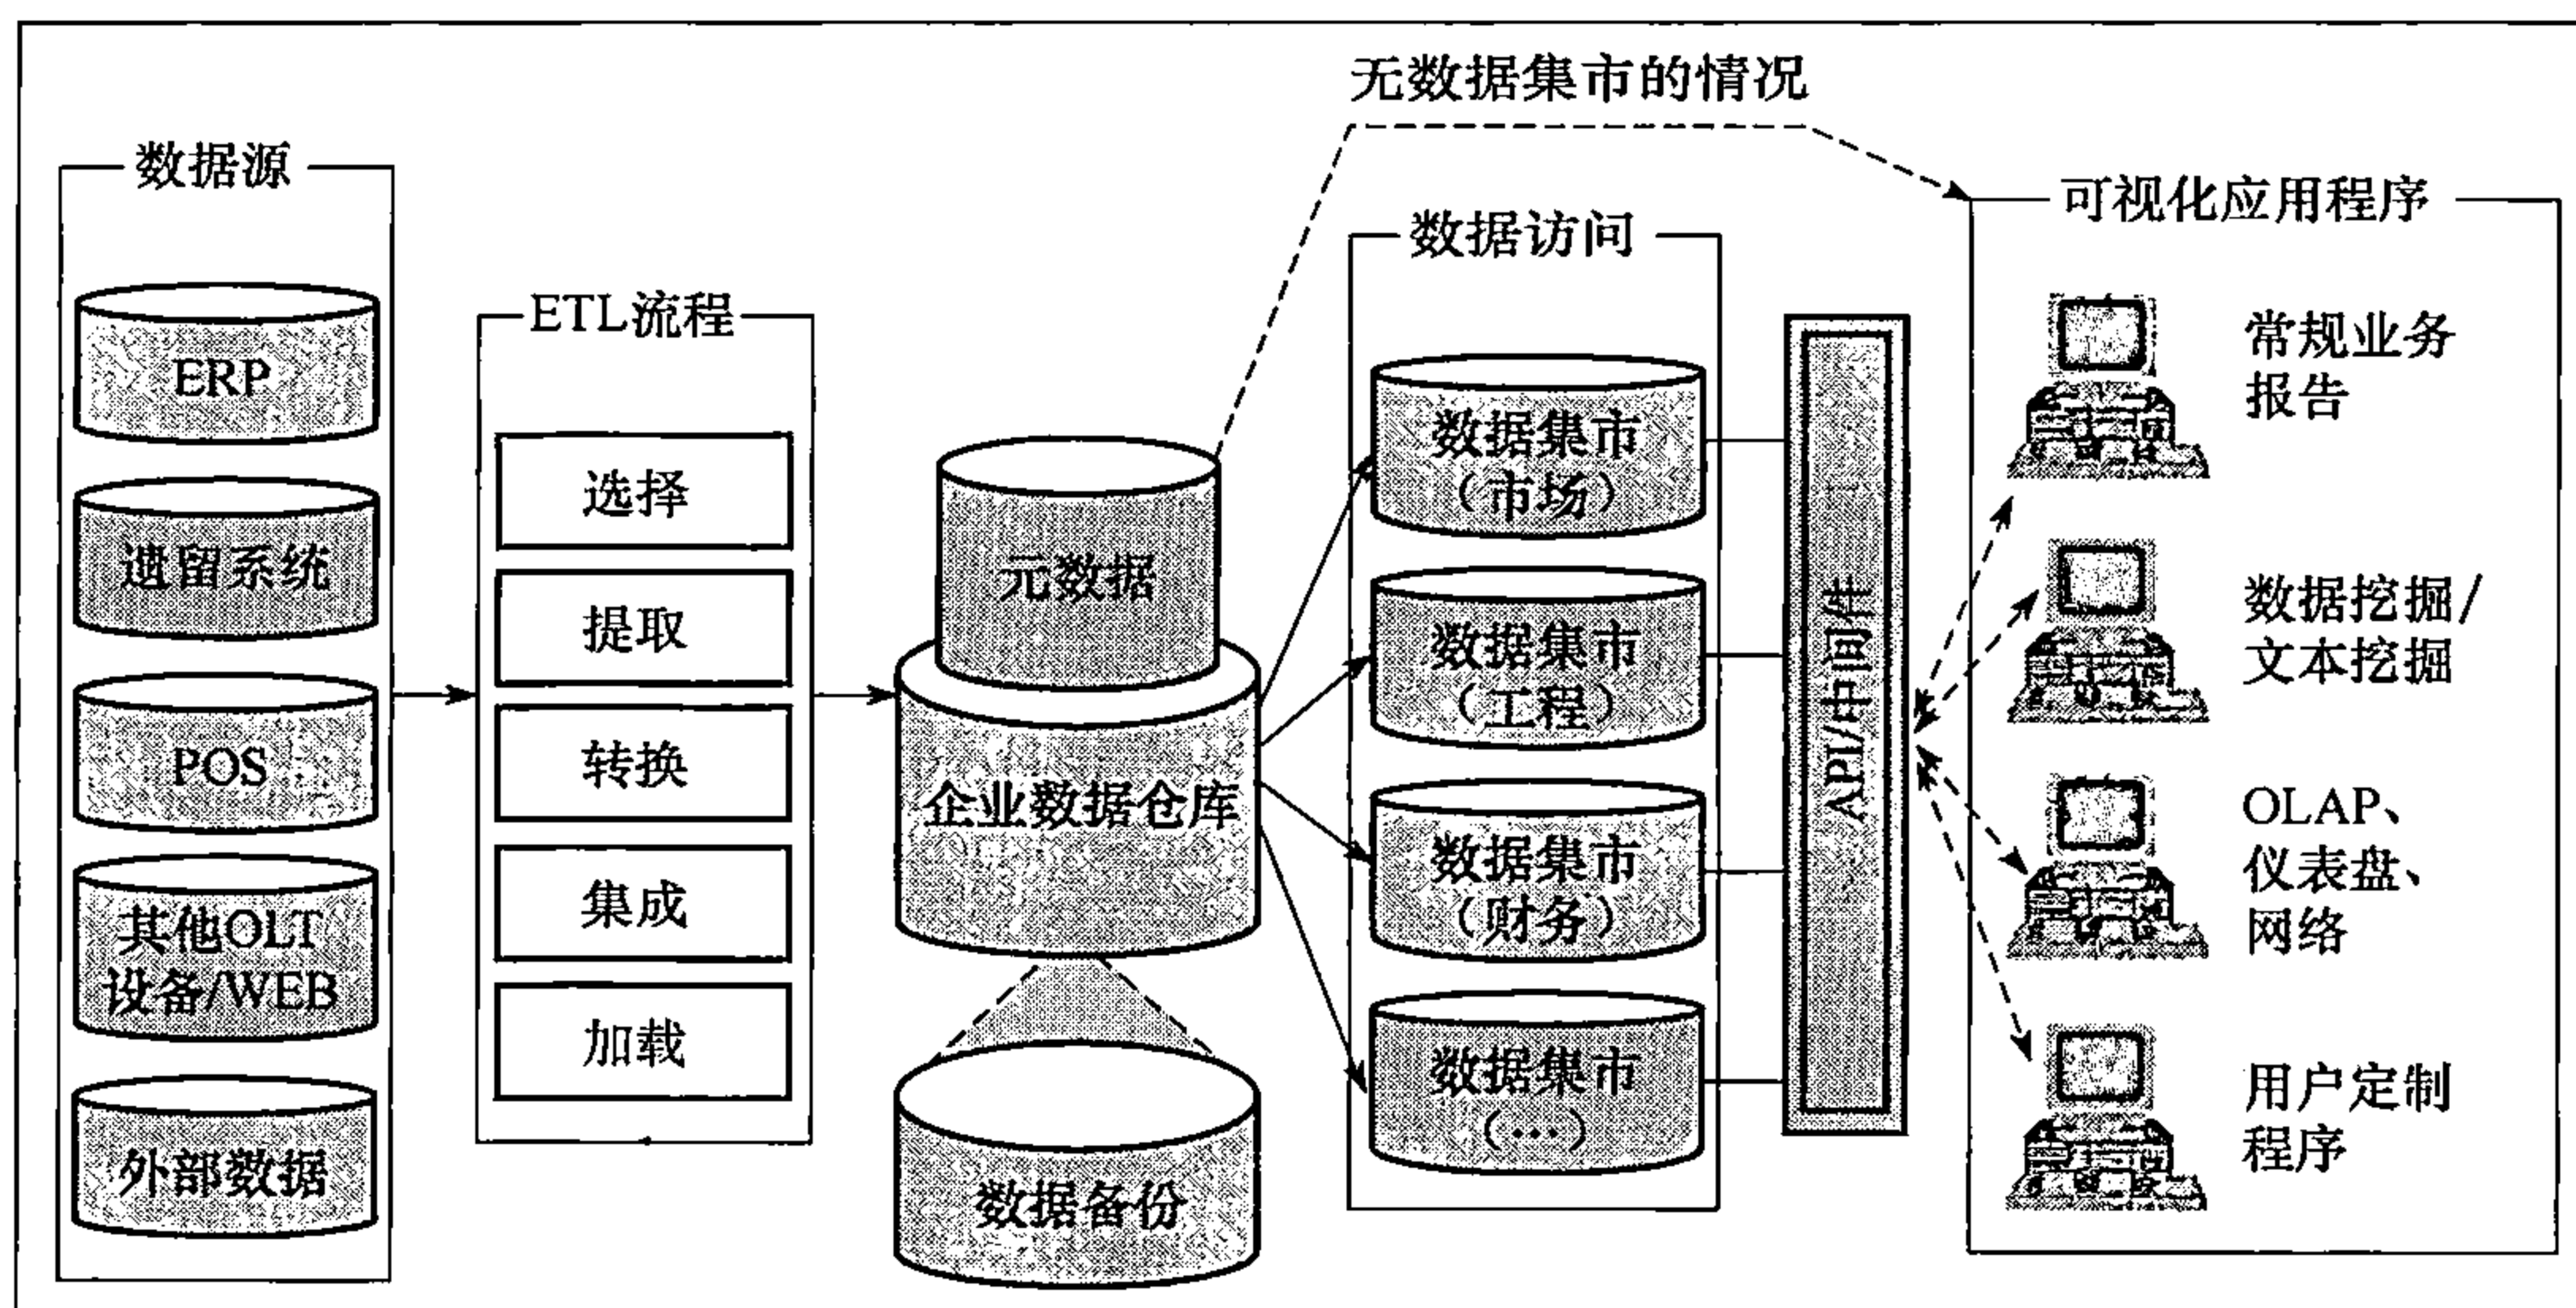 无数据集市的情况
数据源
ERP
遗留系统
POS
其他OLT
设备/WEB
外部数据
ETL流程
选择
提取
转换
集成
加载
元数据
企业数据仓库
数据备份
数据访问
数据集市
（市场）
数据集市
（工程）
数据集市
（财务）
数据集市
（…）
API/中间件
可视化应用程序
常规业务
报告
数据挖掘/
文本挖掘
OLAP、
仪表盘、
网络
用户定制
程序